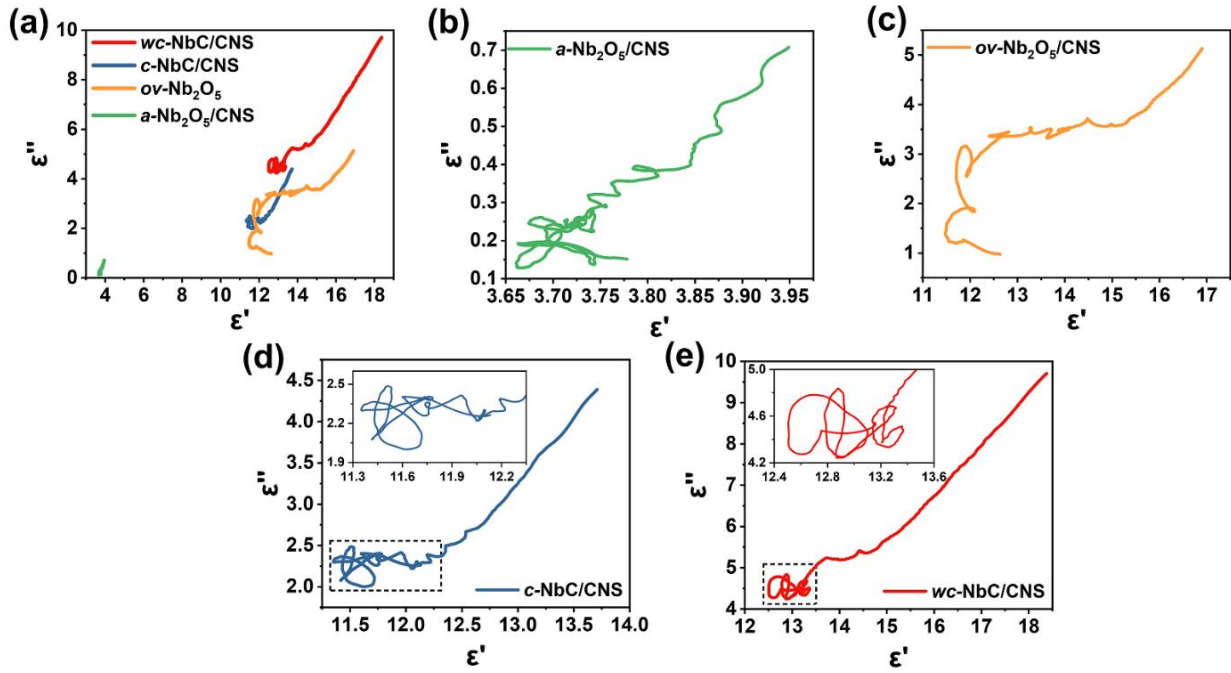 (a)
wc-NbC/CNS
c-NbC/CNS
ov-Nb₂O₅
a-Nb₂O₅/CNS
10
8
6
4
2
0
ε''
4 6 8 10 12 14 16 18
ε'
(b)
a-Nb₂O₅/CNS
0.7
0.6
0.5
0.4
0.3
0.2
0.1
ε''
3.65 3.70 3.75 3.80 3.85 3.90 3.95
ε'
(c)
ov-Nb₂O₅/CNS
5
4
3
2
1
ε''
11 12 13 14 15 16 17
ε'
(d)
4.5
4.0
3.5
3.0
2.5
2.0
ε''
2.5
2.3
2.1
1.9
11.3 11.6 11.9 12.2
c-NbC/CNS
11.5 12.0 12.5 13.0 13.5 14.0
ε'
(e)
10
9
8
7
6
5
4
ε''
5.0
4.6
4.2
12.4 12.8 13.2 13.6
wc-NbC/CNS
12 13 14 15 16 17 18
ε'